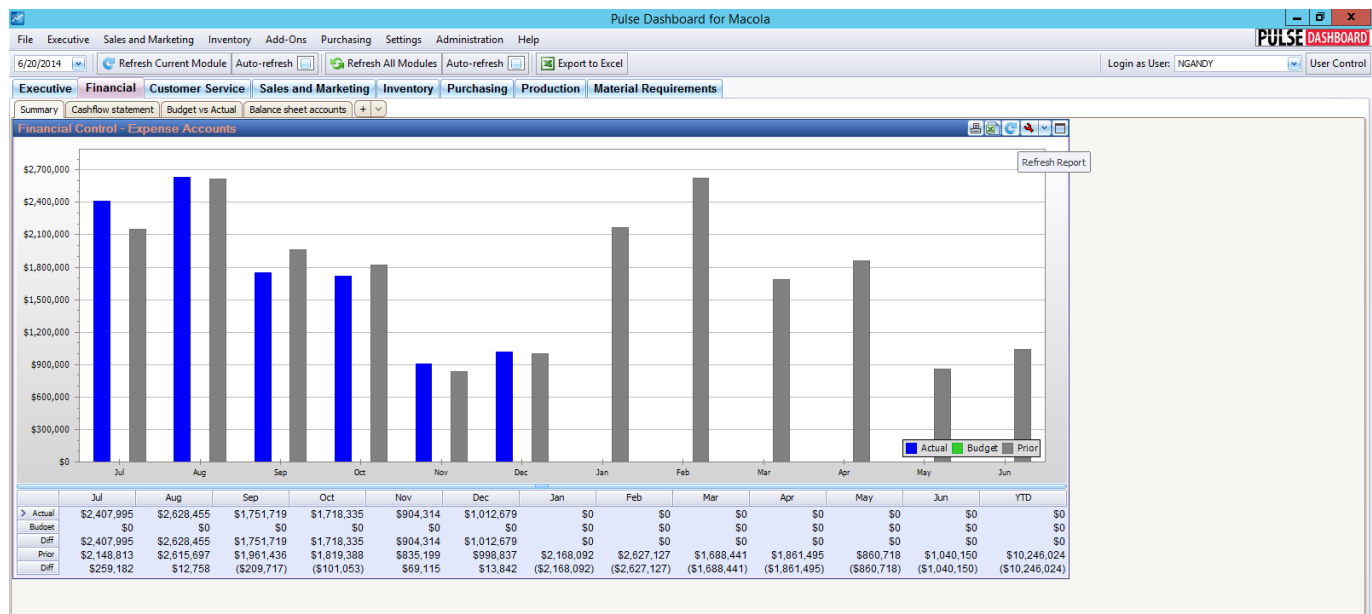 Pulse Dashboard for Macola
File Executive Sales and Marketing Inventory Add-Ons Purchasing Settings Administration Help PULSE DASHBOARD
6/20/2014 Refresh Current Module Auto-refresh Refresh All Modules Auto-refresh Export to Excel Login as User: NGANDY User Control
Executive Financial Customer Service Sales and Marketing Inventory Purchasing Production Material Requirements
Summary Cashflow statement Budget vs Actual Balance sheet accounts +
Financial Control - Expense Accounts
Refresh Report
$2,700,000
$2,400,000
$2,100,000
$1,800,000
$1,500,000
$1,200,000
$900,000
$600,000
$300,000
Actual Budget Prior
$0
Jul Aug Sep Oct Nov Dec Jan Feb Mar Apr May Jun
Jul Aug Sep Oct Nov Dec Jan Feb Mar Apr May Jun YTD
> Actual $2,407,995 $2,628,455 $1,751,719 $1,718,335 $904,314 $1,012,679 $0 $0 $0 $0 $0 $0 $0
Budget $0 $0 $0 $0 $0 $0 $0 $0 $0 $0 $0 $0 $0
Diff $2,407,995 $2,628,455 $1,751,719 $1,718,335 $904,314 $1,012,679 $0 $0 $0 $0 $0 $0 $0
Prior $2,148,813 $2,615,697 $1,961,436 $1,819,388 $835,199 $998,837 $2,168,092 $2,627,127 $1,688,441 $1,861,495 $860,718 $1,040,150 $10,246,024
Diff $259,182 $12,758 ($209,717) ($101,053) $69,115 $13,842 ($2,168,092) ($2,627,127) ($1,688,441) ($1,861,495) ($860,718) ($1,040,150) ($10,246,024)